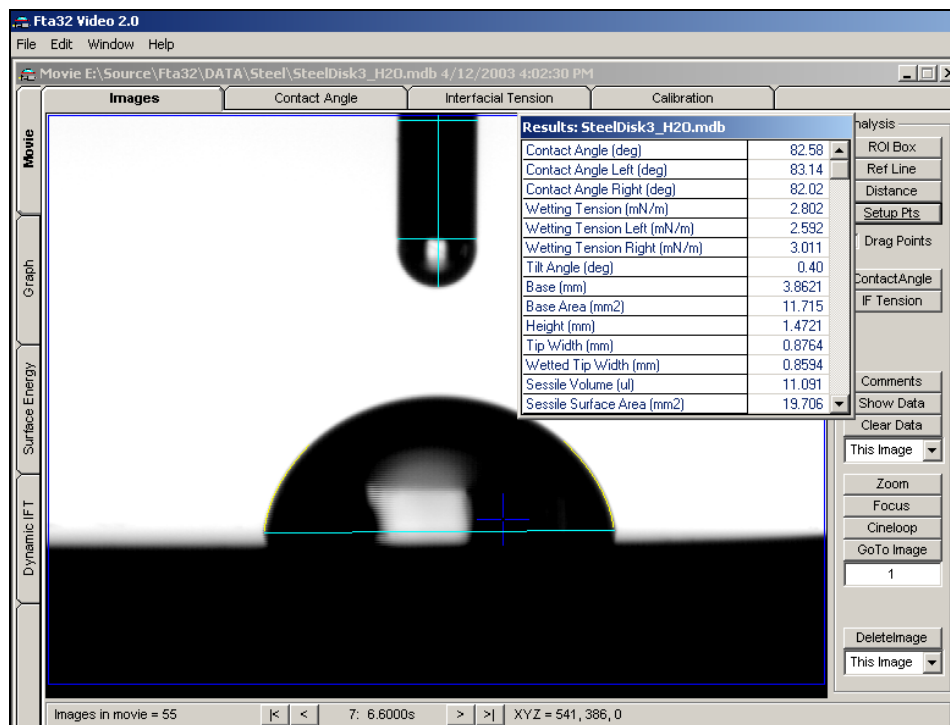 Fta32 Video 2.0
File Edit Window Help
Movie E:\Source\Fta32\DATA\Steel\SteelDisk3_H2O.mdb 4/12/2003 4:02:30 PM
Images Contact Angle Interfacial Tension Calibration
Movie
Graph
Surface Energy
Dynamic IFT
Results: SteelDisk3_H2O.mdb
Contact Angle (deg) 82.58
Contact Angle Left (deg) 83.14
Contact Angle Right (deg) 82.02
Wetting Tension (mN/m) 2.802
Wetting Tension Left (mN/m) 2.592
Wetting Tension Right (mN/m) 3.011
Tilt Angle (deg) 0.40
Base (mm) 3.8621
Base Area (mm2) 11.715
Height (mm) 1.4721
Tip Width (mm) 0.8764
Wetted Tip Width (mm) 0.8594
Sessile Volume (ul) 11.091
Sessile Surface Area (mm2) 19.706
nalysis
ROI Box
Ref Line
Distance
Setup Pts
Drag Points
ContactAngle
IF Tension
Comments
Show Data
Clear Data
This Image
Zoom
Focus
Cineloop
GoTo Image
1
DeleteImage
This Image
Images in movie = 55 |< < 7: 6.6000s > >| XYZ = 541, 386, 0